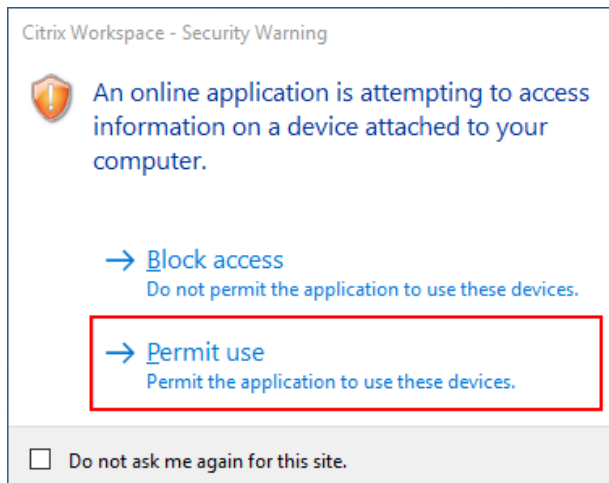 Citrix Workspace - Security Warning
An online application is attempting to access
information on a device attached to your
computer.
Block access
Do not permit the application to use these devices.
Permit use
Permit the application to use these devices.
Do not ask me again for this site.